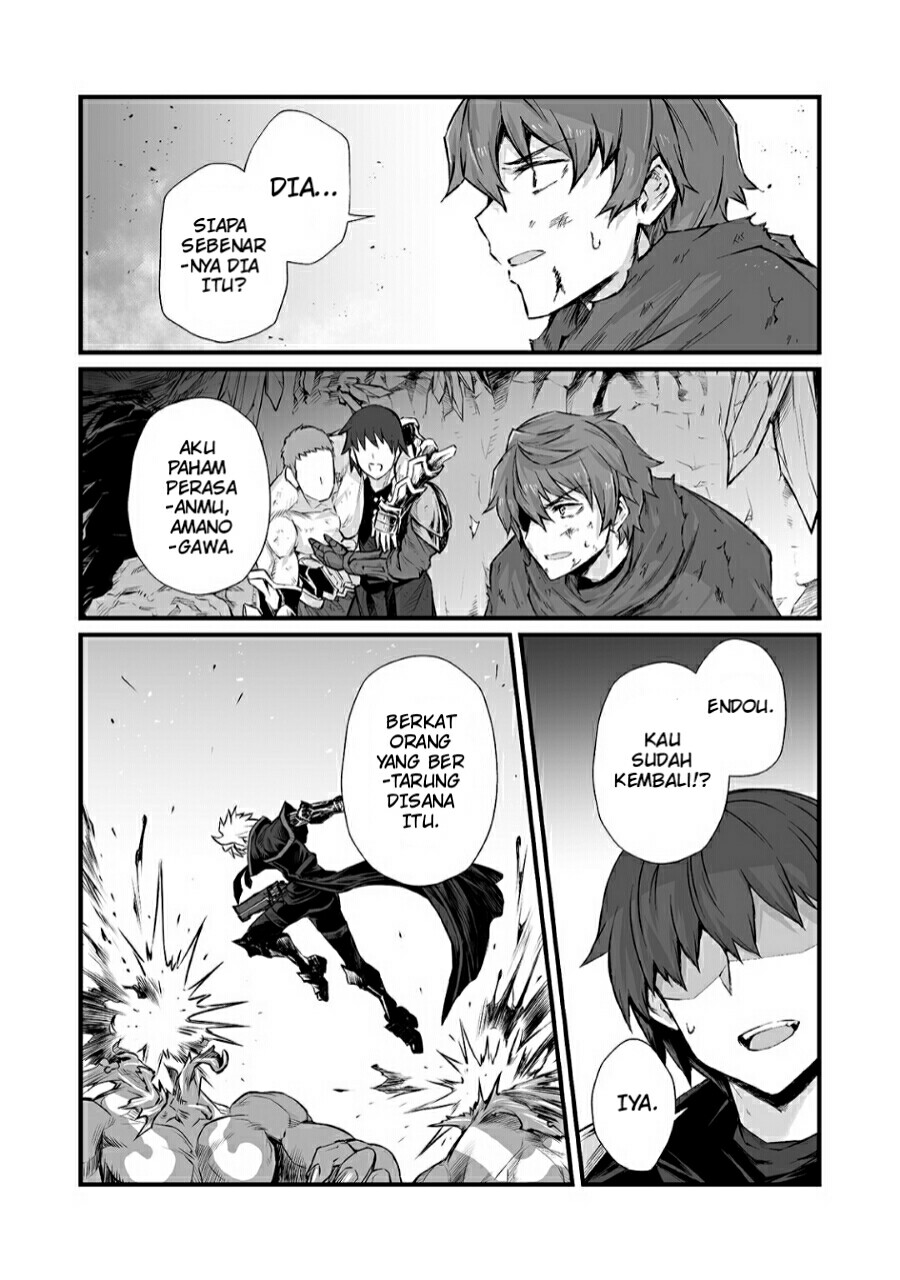 DIA...
SIAPA
SEBENAR
-NYA DIA
ITU?
AKU
PAHAM
PERASA
-ANMU,
AMANO
-GAWA.
ENDOU.
KAU
SUDAH
KEMBALI!?
IYA.
BERKAT
ORANG
YANG BER
-TARUNG
DISANA
ITU.